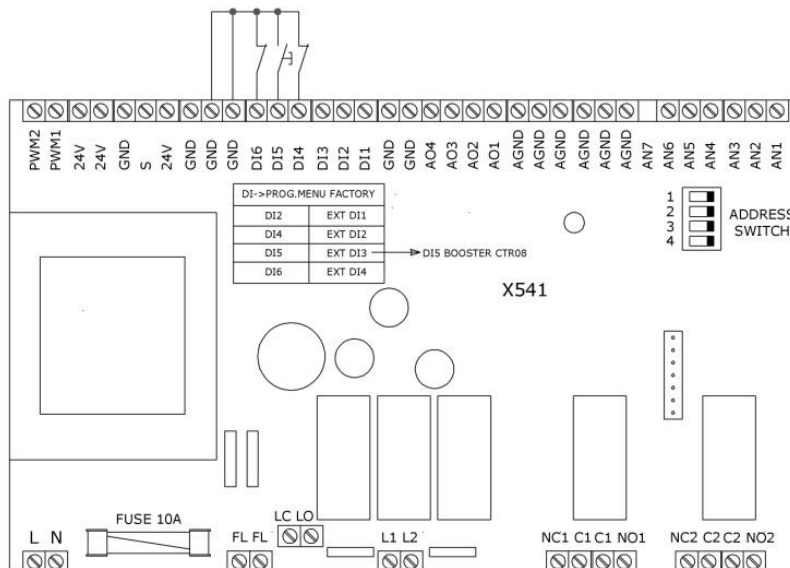 PWM2 PWM1 24V 24V GND S 24V GND GND GND DI6 DI5 DI4 DI3 DI2 DI1 GND GND AO4 AO3 AO2 AO1 AGND AGND AGND AGND AGND AGND AN7 AN6 AN5 AN4 AN3 AN2 AN1
DI->PROG.MENU FACTORY
DI2 EXT DI1
DI4 EXT DI2
DI5 EXT DI3 DI5 BOOSTER CTR08
DI6 EXT DI4
1
2
3
4
ADDRESS
SWITCH
X541
FUSE 10A
LC LO
L N
FL FL
L1 L2
NC1 C1 C1 NO1
NC2 C2 C2 NO2